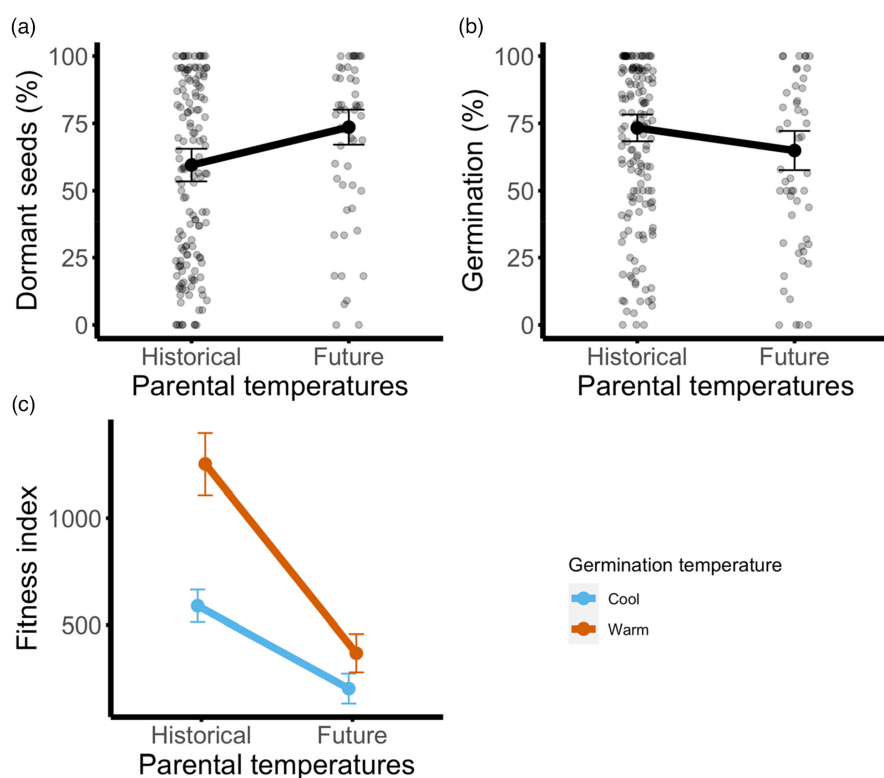 (a)
Dormant seeds (%)
100
75
50
25
0
Historical
Future
Parental temperatures
(b)
Germination (%)
100
75
50
25
0
Historical
Future
Parental temperatures
(c)
Fitness index
1000
500
Historical
Future
Parental temperatures
Germination temperature
Cool
Warm